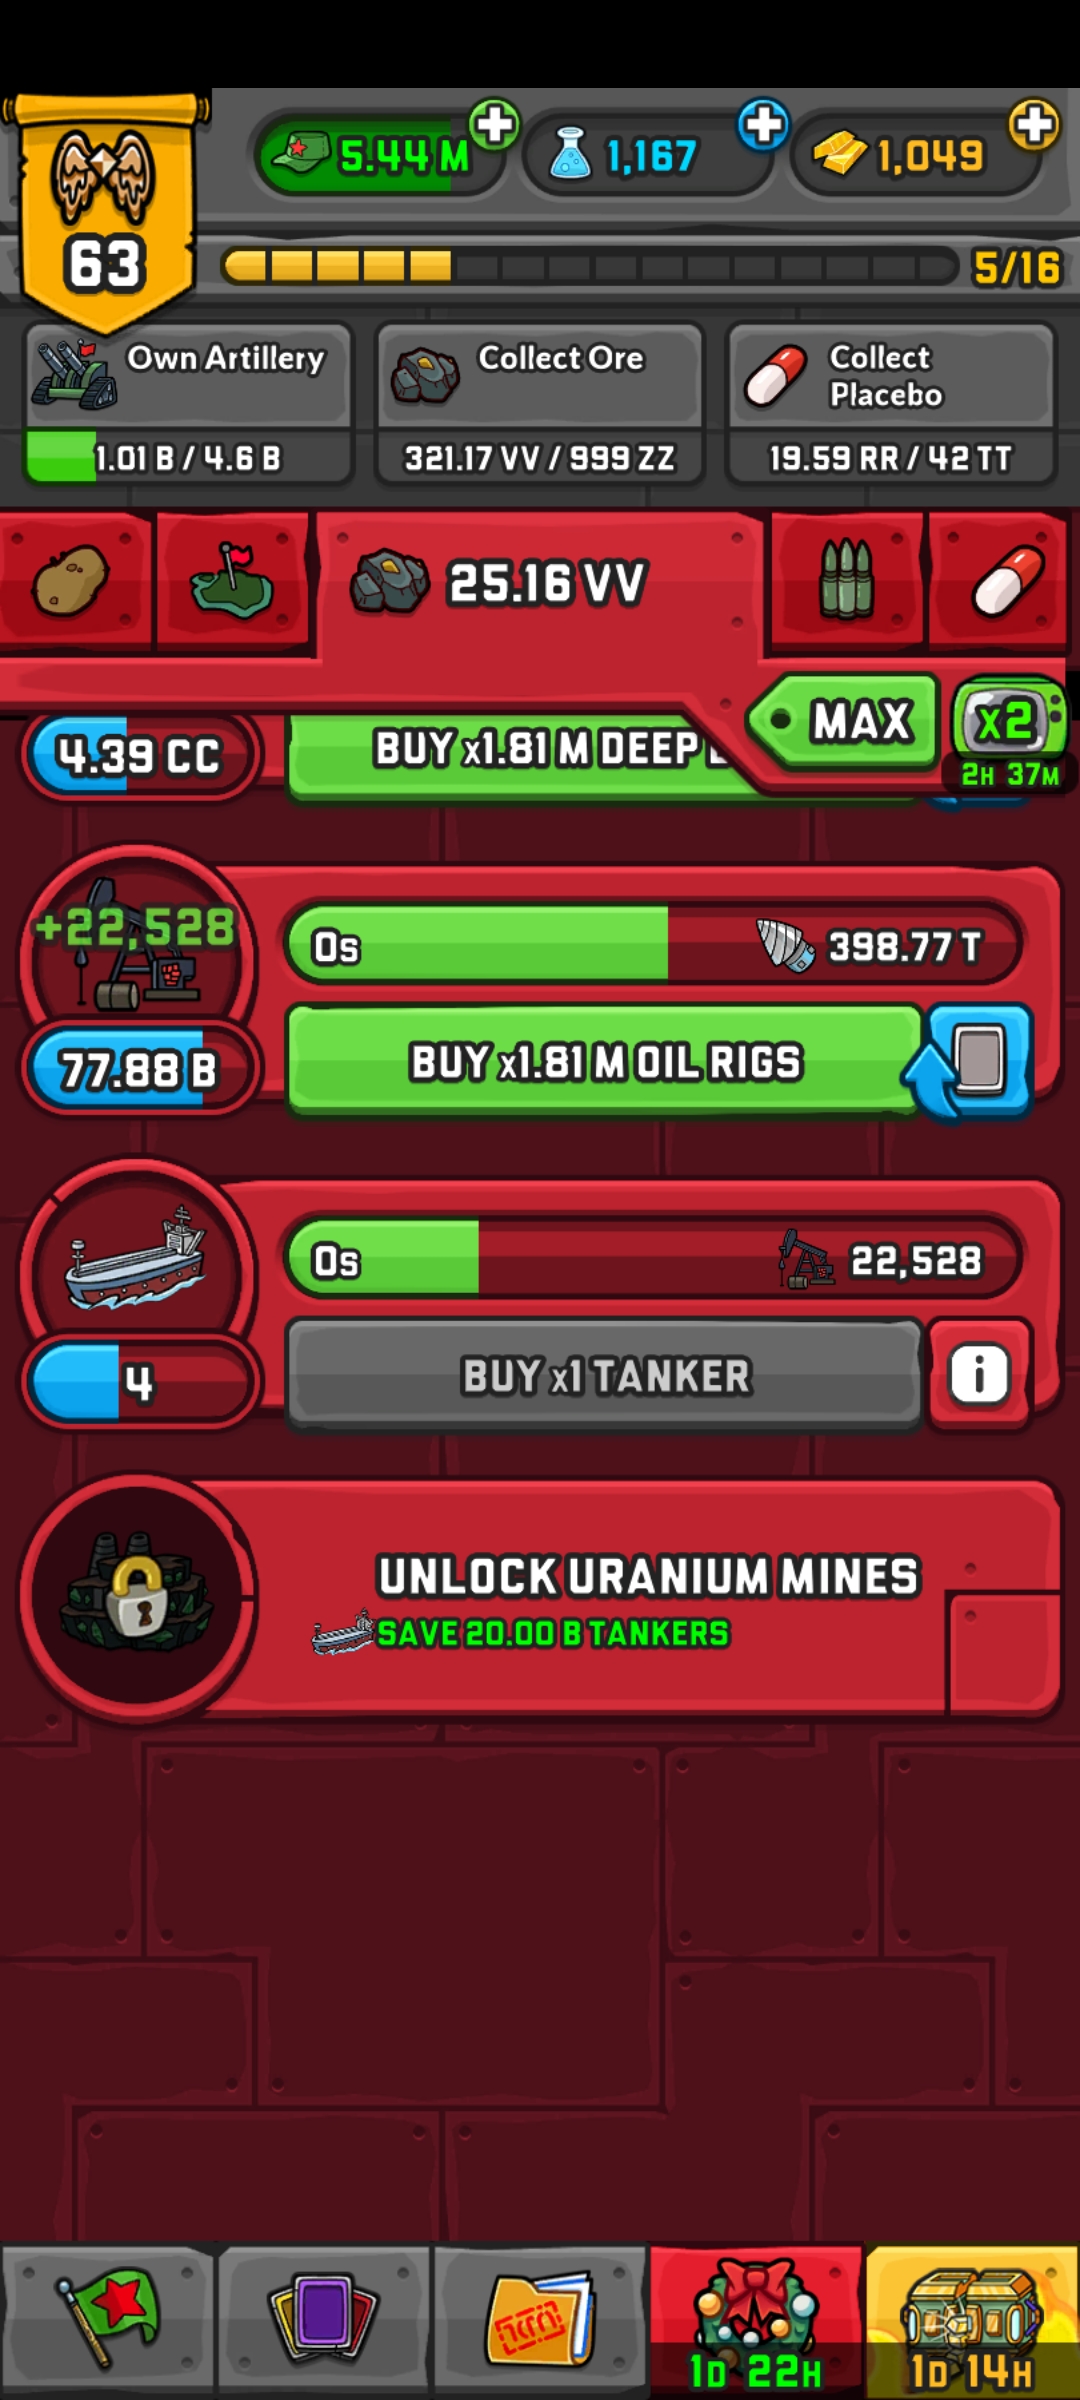 5.44 M
1,167
1,049
63
5/16
Own Artillery
1.01 B / 4.6 B
Collect Ore
321.17 VV / 999 ZZ
Collect
Placebo
19.59 RR / 42 TT
25.16 VV
MAX
x2
2H 37M
4.39 CC
BUY x1.81 M DEEP
+22,528
0s
398.77 T
77.88 B
BUY x1.81 M OIL RIGS
0s
22,528
4
BUY x1 TANKER
i
UNLOCK URANIUM MINES
SAVE 20.00 B TANKERS
1D 22H
1D 14H